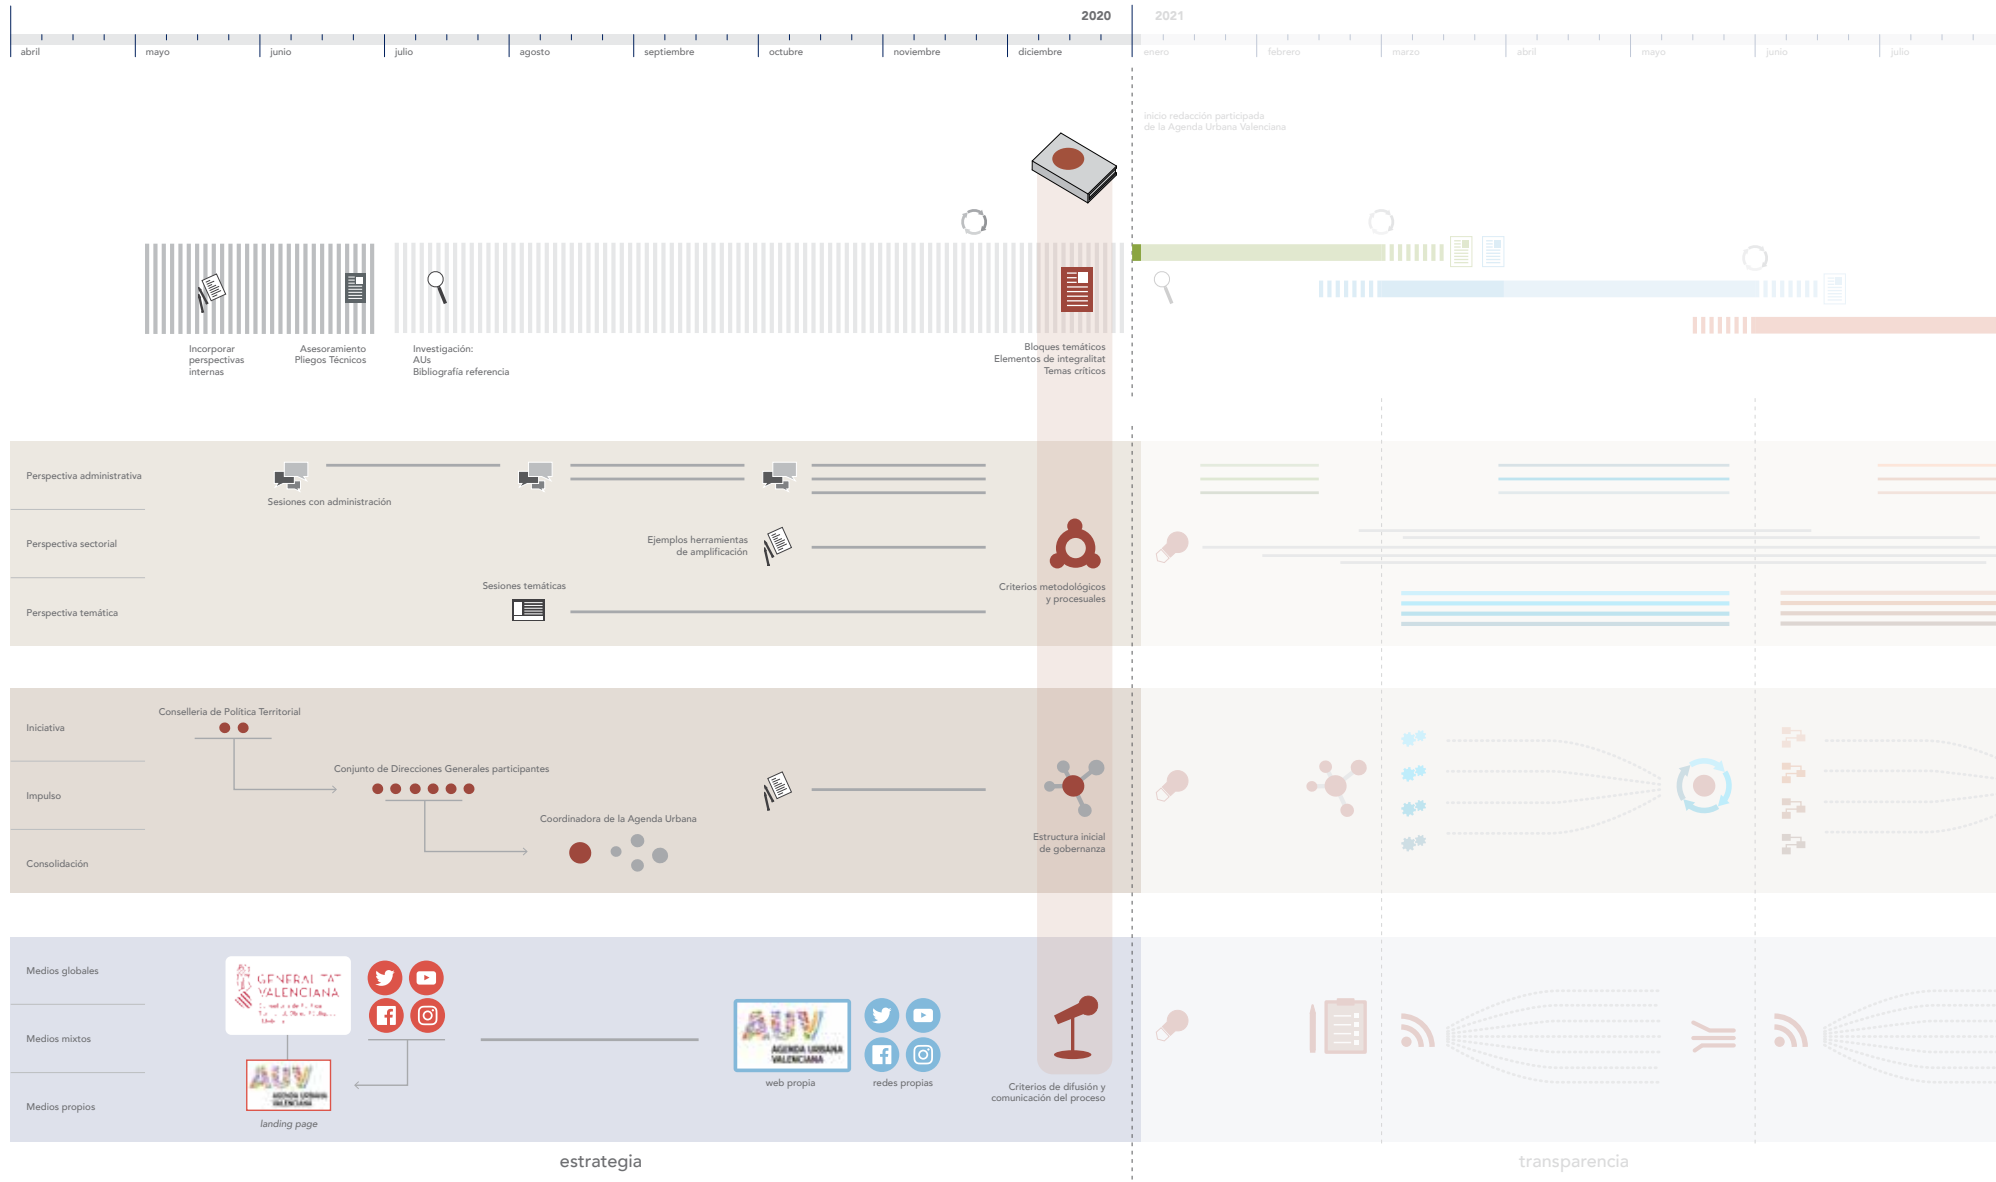 2020
2021
abril
mayo
junio
julio
agosto
septiembre
octubre
noviembre
diciembre
enero
febrero
marzo
abril
mayo
junio
julio
inicio redacción participada
de la Agenda Urbana Valenciana
Incorporar
perspectivas
internas
Asesoramiento
Pliegos Técnicos
Investigación:
AUs
Bibliografía referencia
Bloques temáticos
Elementos de integralitat
Temas críticos
Perspectiva administrativa
Sesiones con administración
Perspectiva sectorial
Ejemplos herramientas
de amplificación
Sesiones temáticas
Criterios metodológicos
y procesuales
Perspectiva temática
Conselleria de Política Territorial
Iniciativa
Conjunto de Direcciones Generales participantes
Impulso
Coordinadora de la Agenda Urbana
Estructura inicial
de gobernanza
Consolidación
Medios globales
GENERALITAT
VALENCIANA
Medios mixtos
AUV
AGENDA URBANA
VALENCIANA
web propia
redes propias
Criterios de difusión y
comunicación del proceso
AUV
AGENDA URBANA
VALENCIANA
Medios propios
landing page
estrategia
transparencia